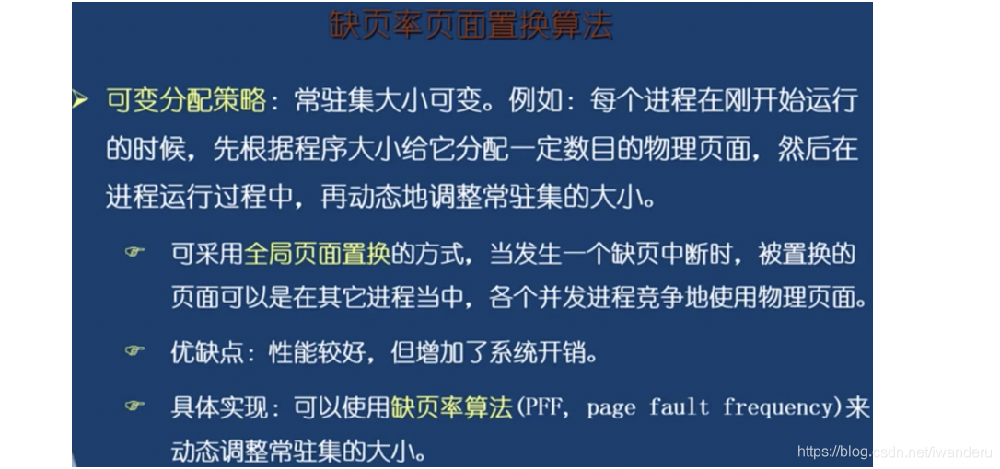 缺页率页面置换算法
可变分配策略：常驻集大小可变。例如：每个进程在刚开始运行
的时候，先根据程序大小给它分配一定数目的物理页面，然后在
进程运行过程中，再动态地调整常驻集的大小。
可采用全局页面置换的方式，当发生一个缺页中断时，被置换的
页面可以是在其它进程当中，各个并发进程竞争地使用物理页面。
优缺点：性能较好，但增加了系统开销。
具体实现：可以使用缺页率算法(PFF, page fault frequency)来
动态调整常驻集的大小。
https://blog.csdn.net/iwanderu